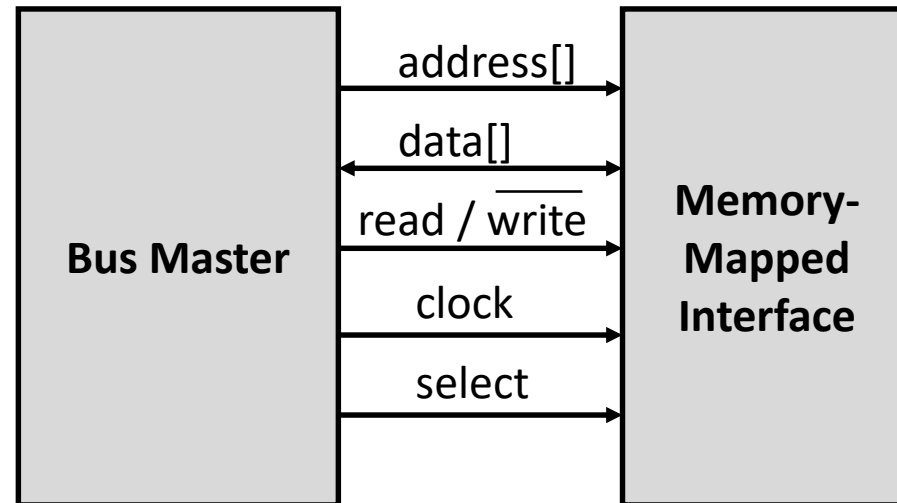 address[]
data[]
read / write
clock
select
Bus Master
Memory-
Mapped
Interface